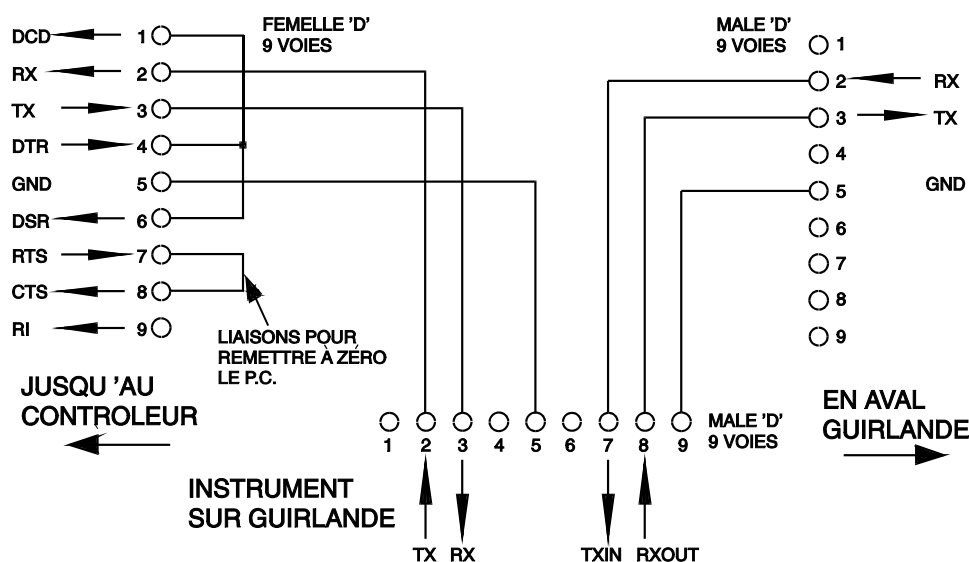 FEMELLE 'D'
9 VOIES
DCD 1
RX 2
TX 3
DTR 4
GND 5
DSR 6
RTS 7
CTS 8
RI 9
LIAISONS POUR
REMETTRE À ZÉRO
LE P.C.
JUSQU 'AU
CONTROLEUR
MALE 'D'
9 VOIES
1
2 RX
3 TX
4
5 GND
6
7
8
9
EN AVAL
GUIRLANDE
1 2 3 4 5 6 7 8 9
MALE 'D'
9 VOIES
INSTRUMENT
SUR GUIRLANDE
TX RX TXIN RXOUT